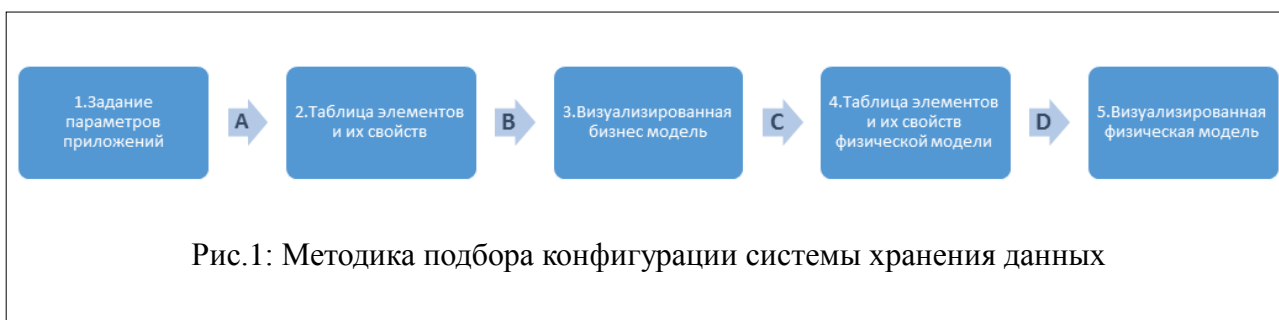 1.Задание
параметров
приложений
A
2.Таблица элементов
и их свойств
B
3.Визуализированная
бизнес модель
C
4.Таблица элементов
и их свойств
физической модели
D
5.Визуализированная
физическая модель
Рис.1: Методика подбора конфигурации системы хранения данных